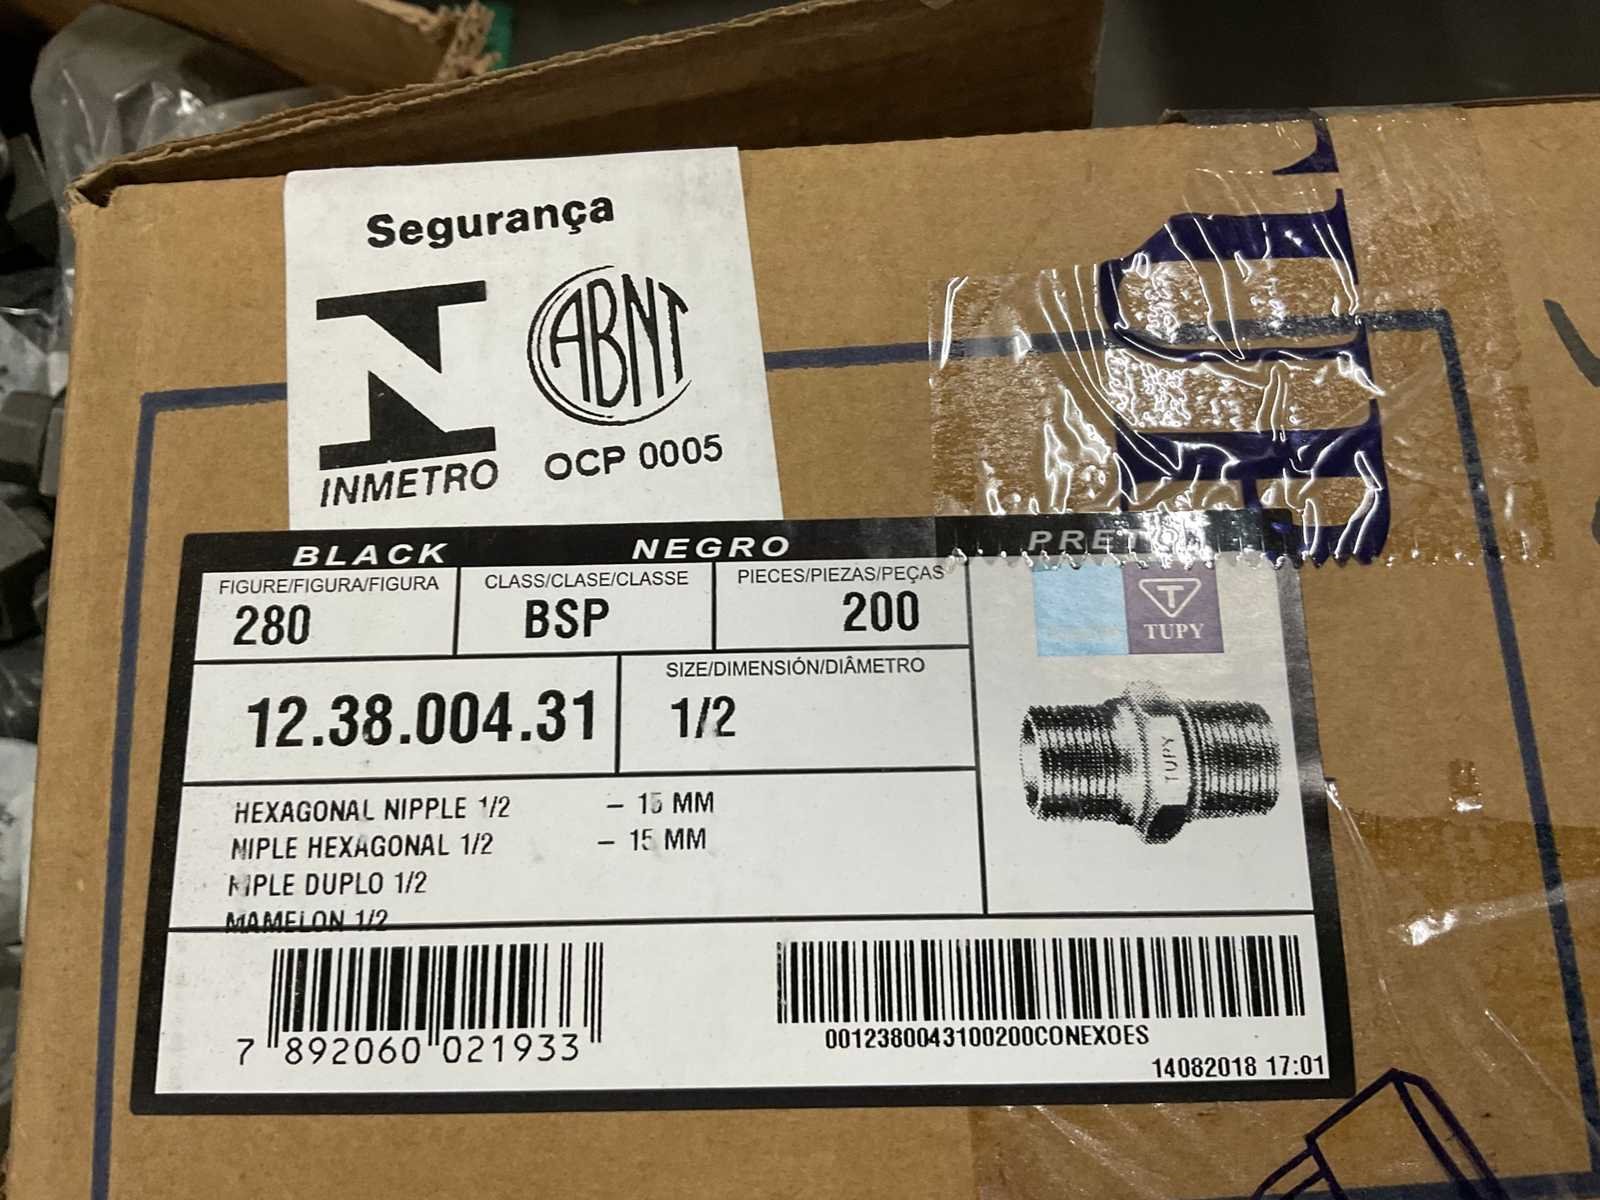 Segurança
INMETRO
ABNT
OCP 0005
BLACK NEGRO PRETO
FIGURE/FIGURA/FIGURA
280
CLASS/CLASE/CLASSE
BSP
PIECES/PIEZAS/PEÇAS
200
TUPY
12.38.004.31
SIZE/DIMENSIÓN/DIÂMETRO
1/2
TUPY
HEXAGONAL NIPPLE 1/2 – 15 MM
NIPLE HEXAGONAL 1/2 – 15 MM
NIPLE DUPLO 1/2
MAMELON 1/2
7 892060 021933
0012380043100200CONEXOES
14082018 17:01